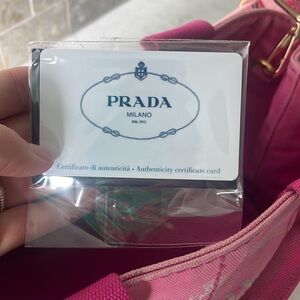 PRADA
MILANO
DAL 1913
Certificato di autenticità • Authenticity certificate card